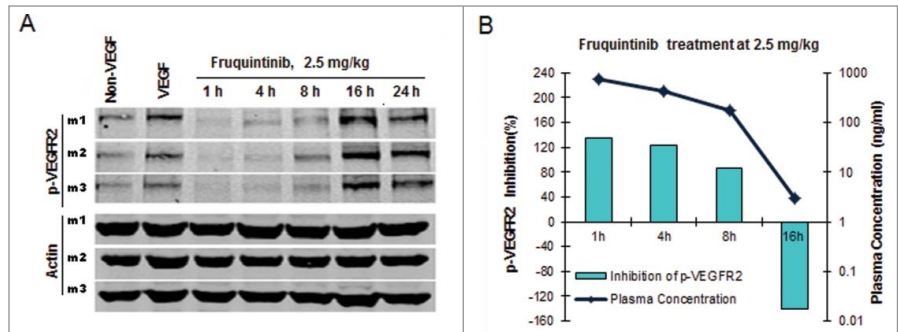 A
Non-VEGF
VEGF
Fruquintinib, 2.5 mg/kg
1 h 4 h 8 h 16 h 24 h
p-VEGFR2
m1
m2
m3
Actin
m1
m2
m3
B
Fruquintinib treatment at 2.5 mg/kg
p-VEGFR2 Inhibition(%)
240
200
160
120
80
40
0
-40
-80
-120
-160
1h 4h 8h 16h
Inhibition of p-VEGFR2
Plasma Concentration
1000
100
10
1
0.1
0.01
Plasma Concentration (ng/ml)